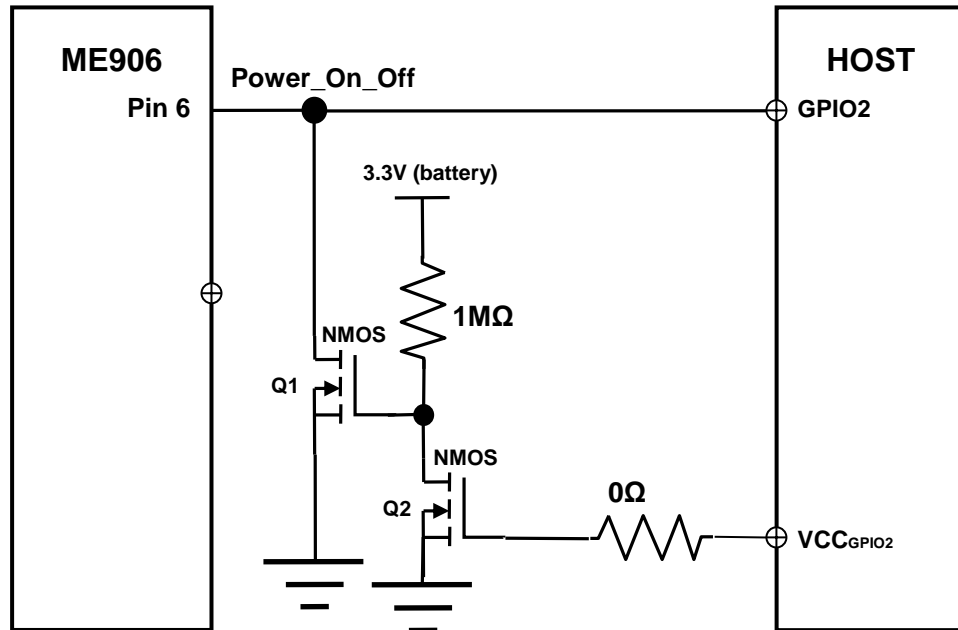 ME906
HOST
Power_On_Off
Pin 6
GPIO2
3.3V (battery)
1MΩ
NMOS
Q1
NMOS
0Ω
Q2
VCCGPIO2